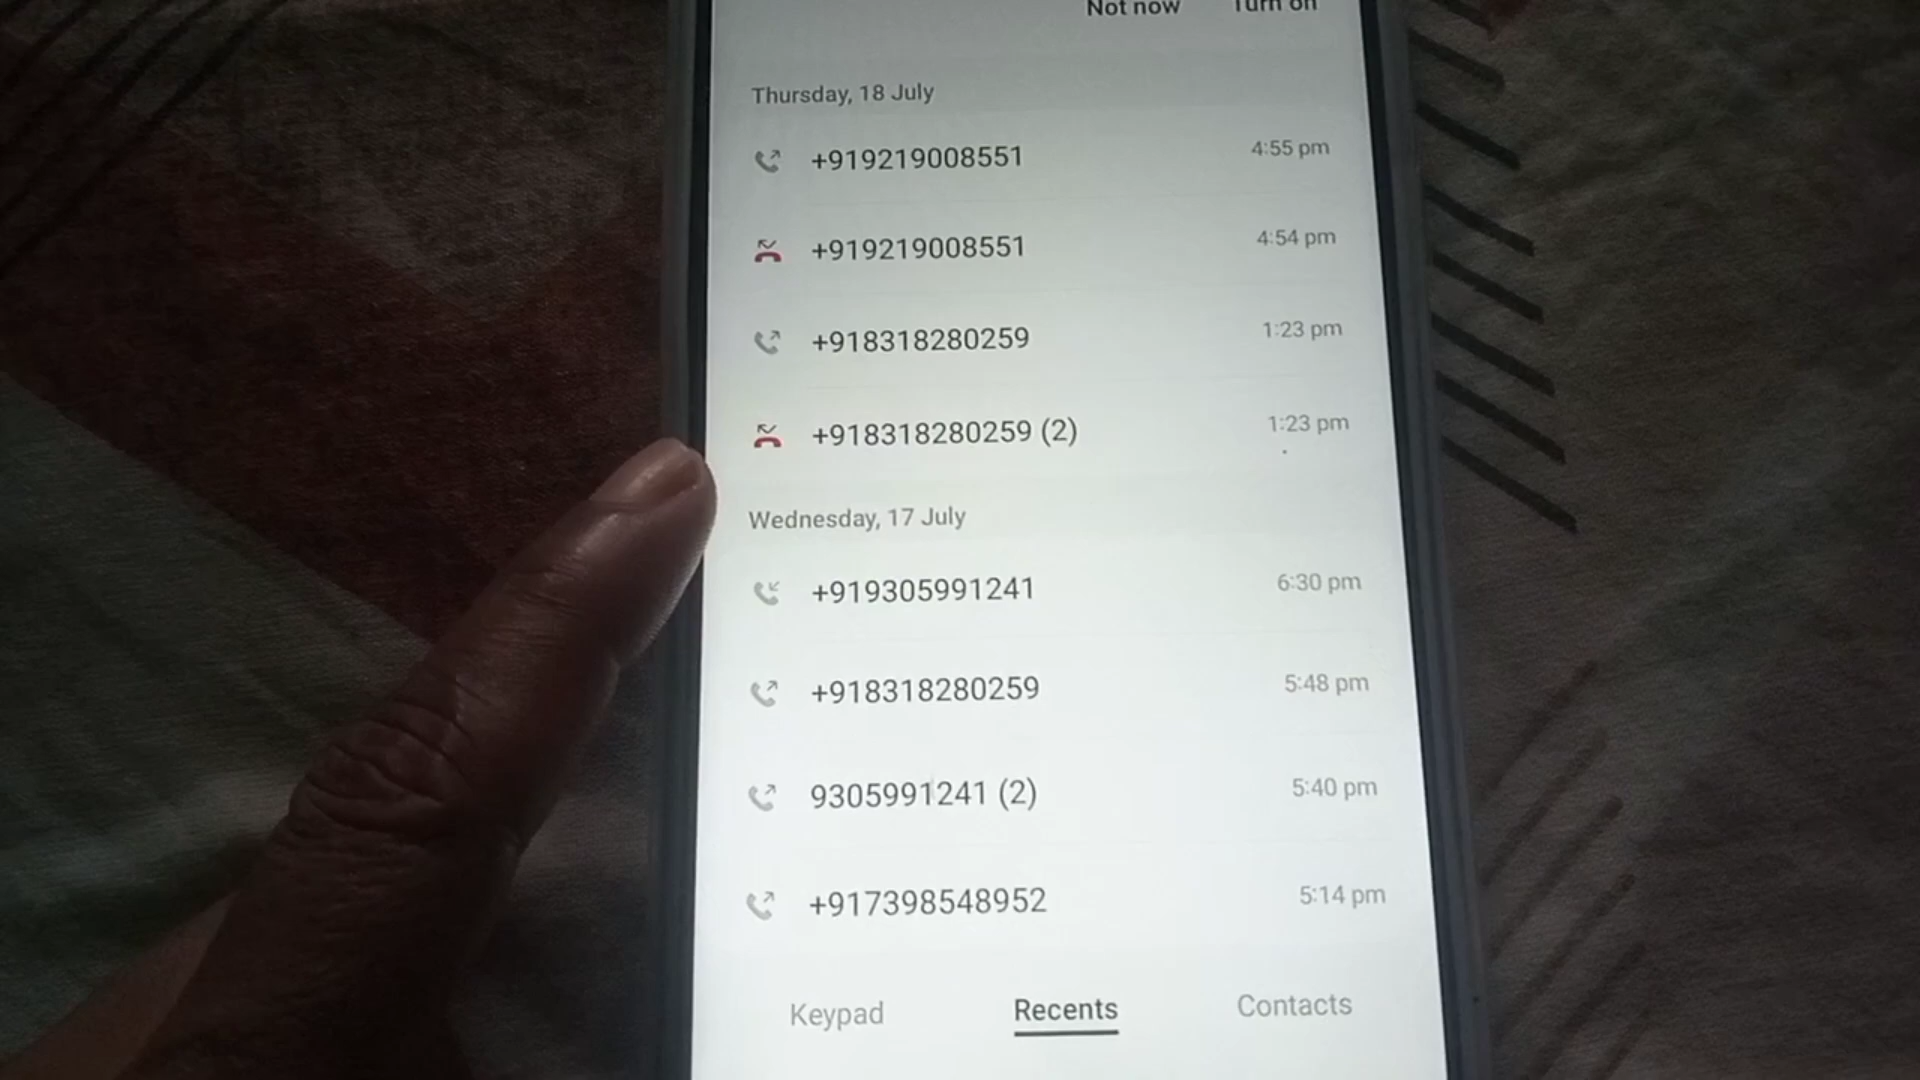 Not now Turn on
Thursday, 18 July
+919219008551 4:55 pm
+919219008551 4:54 pm
+918318280259 1:23 pm
+918318280259 (2) 1:23 pm
Wednesday, 17 July
+919305991241 6:30 pm
+918318280259 5:48 pm
9305991241 (2) 5:40 pm
+917398548952 5:14 pm
Keypad Recents Contacts